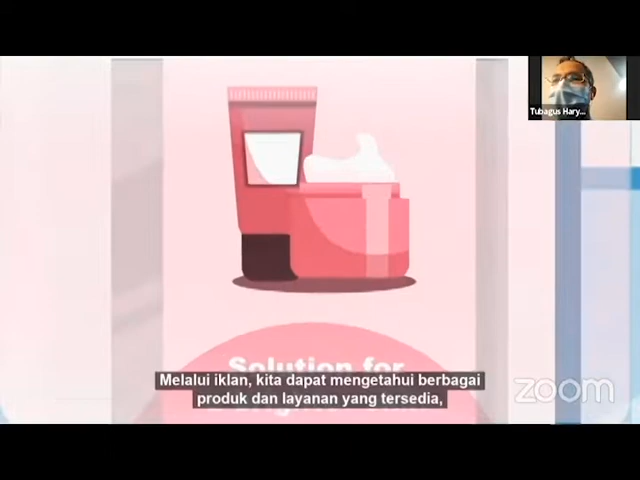 Tubagus Hary...
Solution for
Melalui iklan, kita dapat mengetahui berbagai
produk dan layanan yang tersedia,
zoom